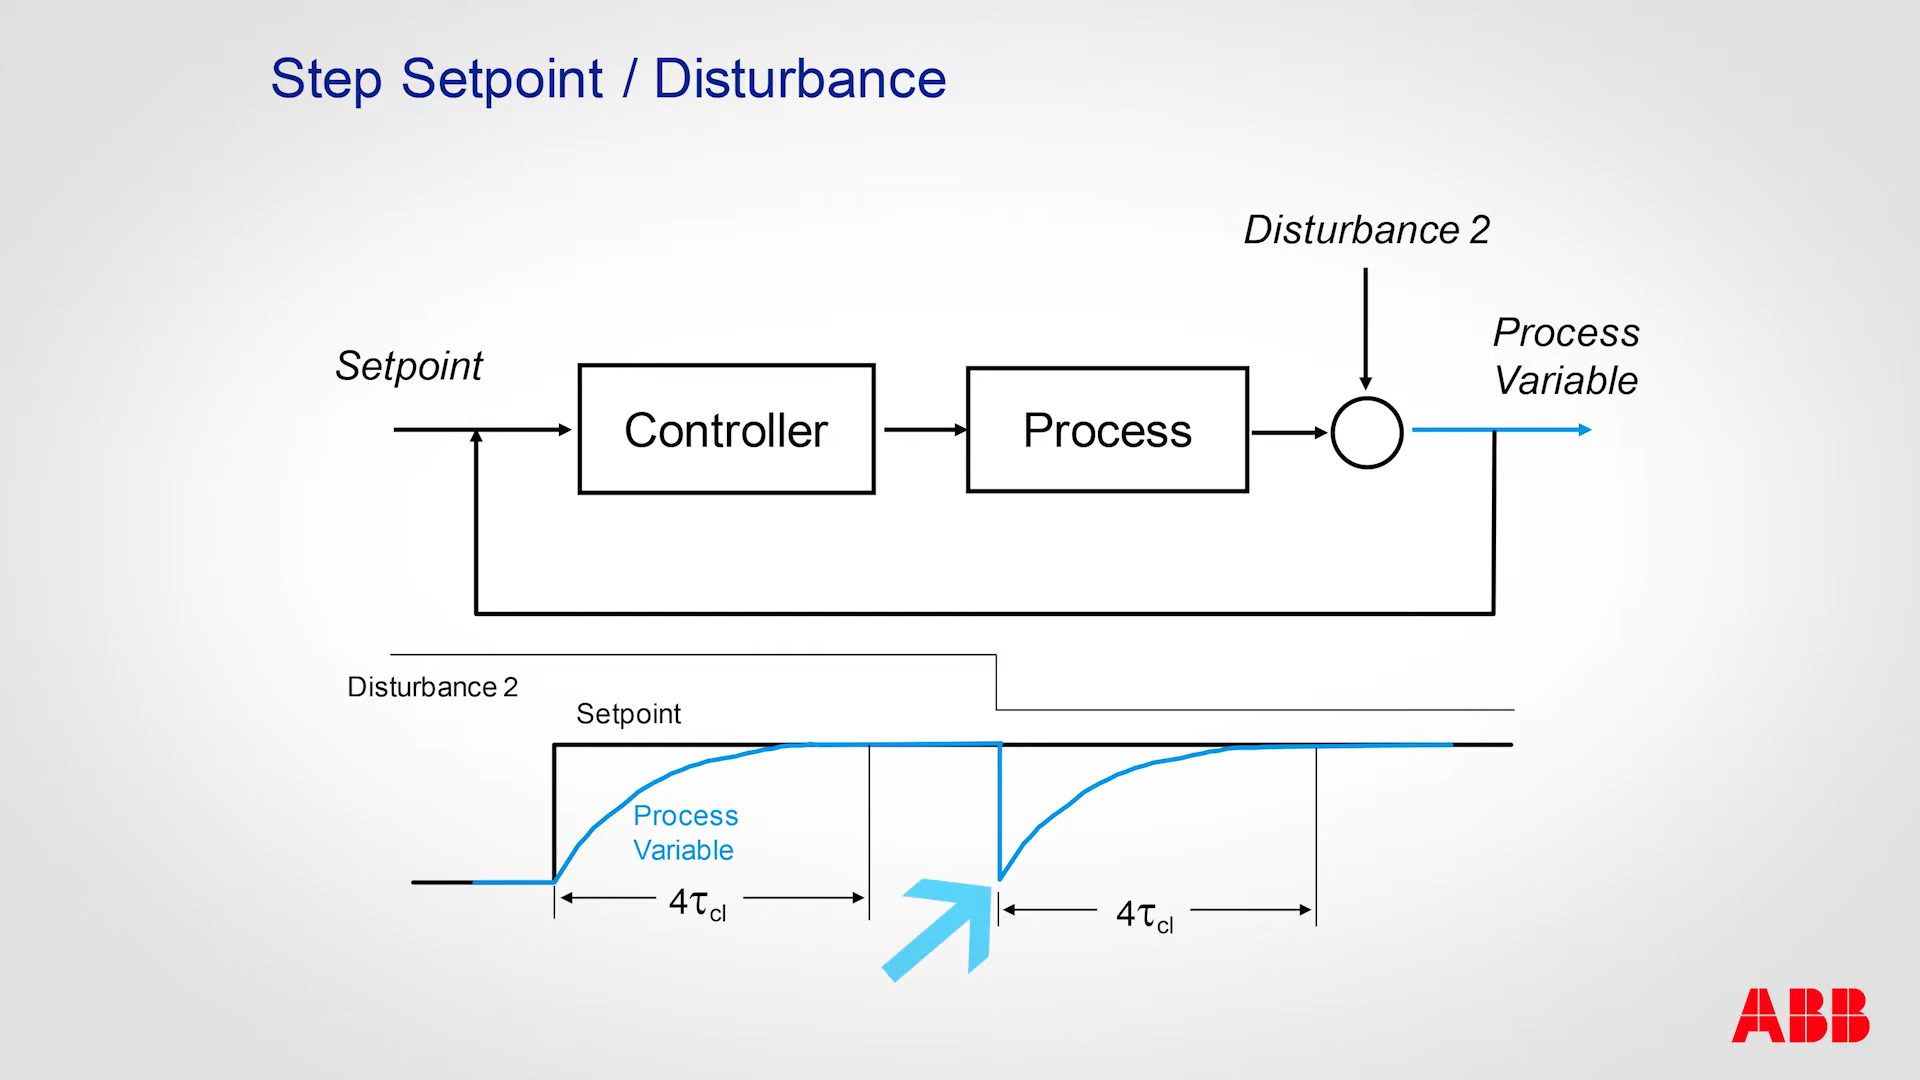 Step Setpoint / Disturbance
Disturbance 2
Process
Variable
Setpoint
Controller
Process
Disturbance 2
Setpoint
Process
Variable
4τcl
4τcl
ABB